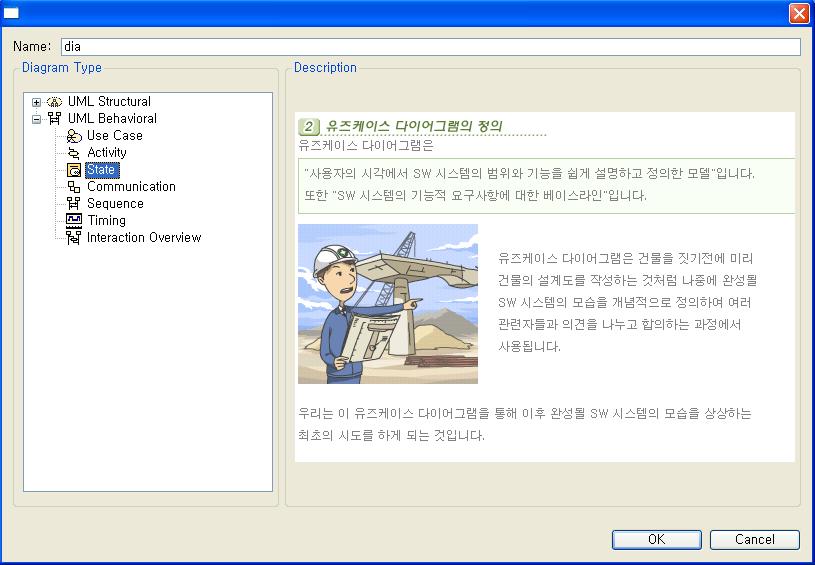 Name: dia
Diagram Type
UML Structural
UML Behavioral
Use Case
Activity
State
Communication
Sequence
Timing
Interaction Overview
Description
2 유즈케이스 다이어그램의 정의
유즈케이스 다이어그램은
"사용자의 시각에서 SW 시스템의 범위와 기능을 쉽게 설명하고 정의한 모델"입니다.
또한 "SW 시스템의 기능적 요구사항에 대한 베이스라인"입니다.
유즈케이스 다이어그램은 건물을 짓기전에 미리
건물의 설계도를 작성하는 것처럼 나중에 완성될
SW 시스템의 모습을 개념적으로 정의하여 여러
관련자들과 의견을 나누고 합의하는 과정에서
사용됩니다.
우리는 이 유즈케이스 다이어그램을 통해 이후 완성될 SW 시스템의 모습을 상상하는
최초의 시도를 하게 되는 것입니다.
OK
Cancel